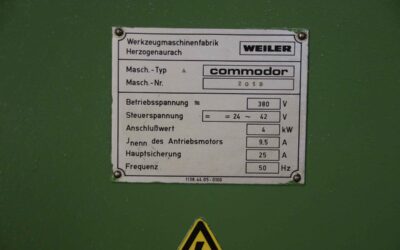 Werkzeugmaschinenfabrik
Herzogenaurach WEILER
Masch.-Typ commodor
Masch.-Nr.
Betriebsspannung 380 V
Steuerspannung = = 24 ~ 42 V
Anschlußwert 4 kW
Jnenn des Antriebsmotors 9,5 A
Hauptsicherung 25 A
Frequenz 50 Hz